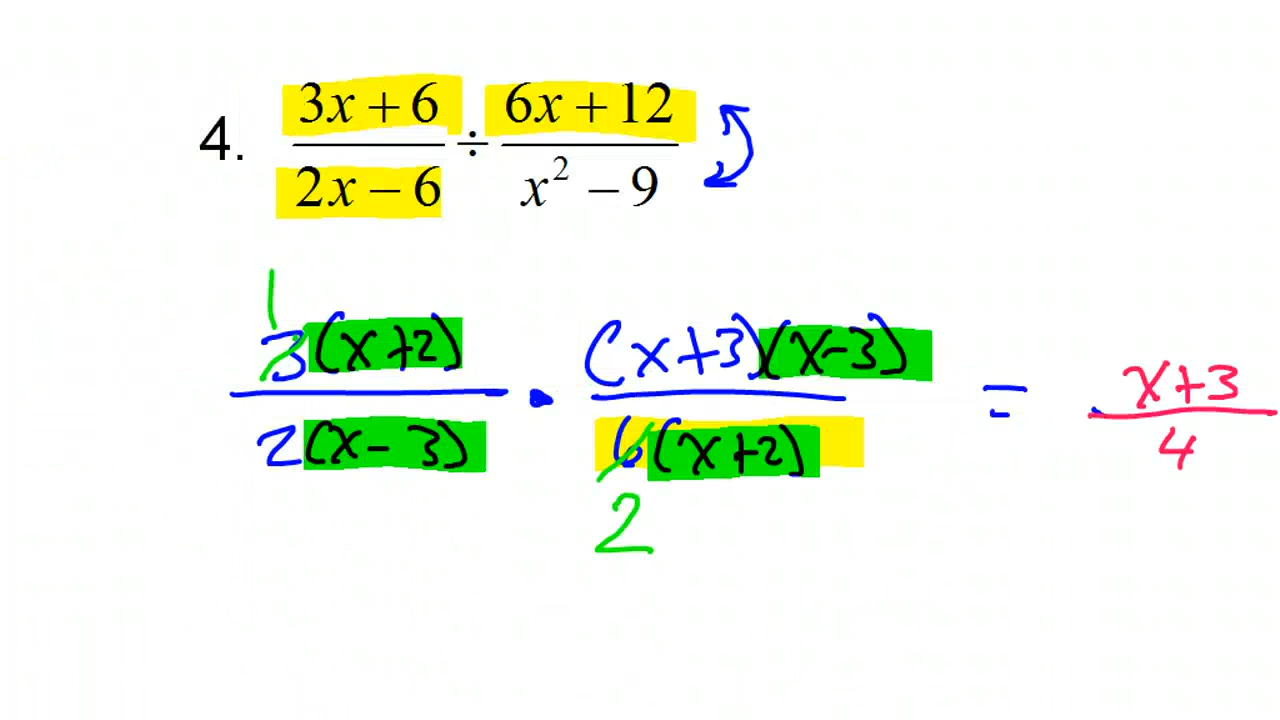 4. (3x + 6)/(2x − 6) ÷ (6x + 12)/(x² − 9)
1
3(x+2)/2(x-3) · (x+3)(x-3)/6(x+2) = x+3/4
2